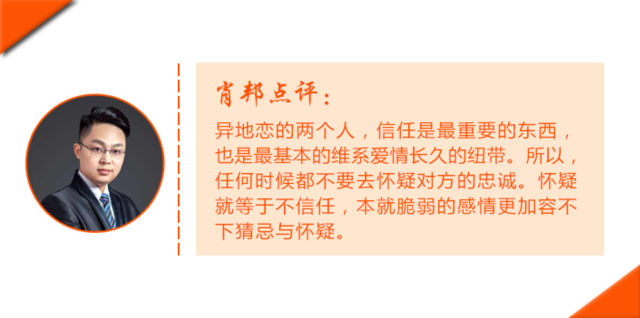 肖邦点评：
异地恋的两个人，信任是最重要的东西，
也是最基本的维系爱情长久的纽带。所以，
任何时候都不要去怀疑对方的忠诚。怀疑
就等于不信任，本就脆弱的感情更加容不
下猜忌与怀疑。